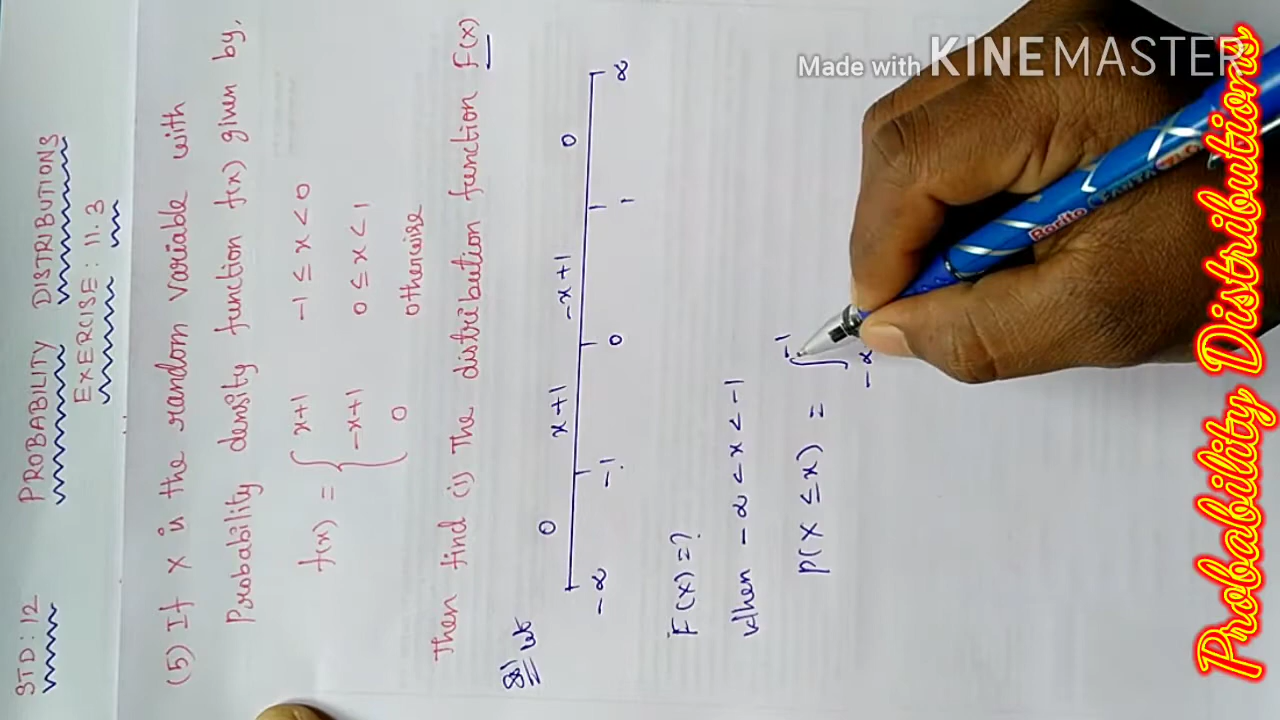 STD: 12 PROBABILITY DISTRIBUTIONS
EXERCISE: 11.3
(5) If X is the random variable with
Probability density function f(x) given by,
f(x) = { x+1 -1 ≤ x < 0
-x+1 0 ≤ x < 1
0 otherwise
Then find (i) The distribution function F(x)
Sol
0 x+1 -x+1 0
-∞ -1 0 1 ∞
F(x) = ?
When -∞ < x < -1
P(X ≤ x) = ∫ -1 -∞
Made with KINEMASTER
Probability Distributions